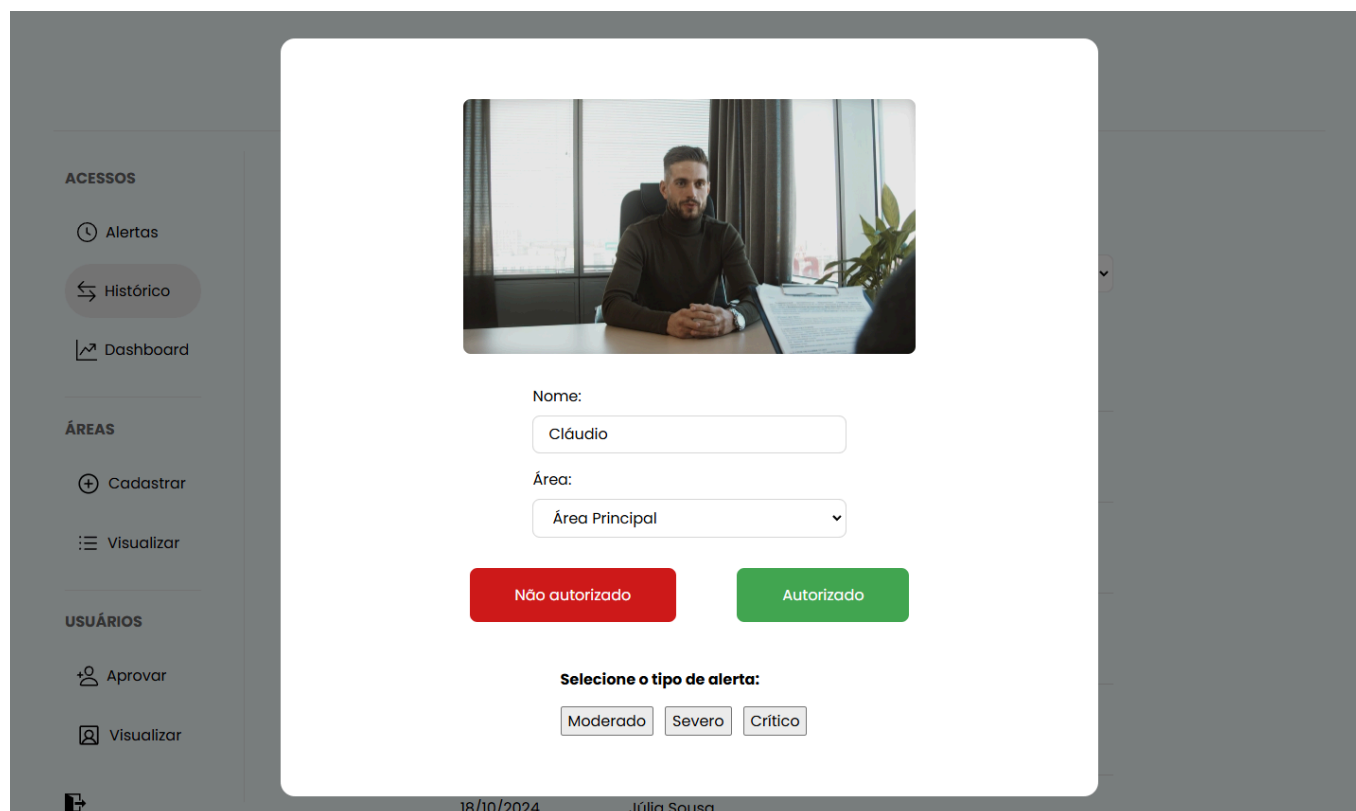 ACESSOS
Alertas
Histórico
Dashboard
ÁREAS
Cadastrar
Visualizar
USUÁRIOS
Aprovar
Visualizar
Nome:
Cláudio
Área:
Área Principal
Não autorizado
Autorizado
Selecione o tipo de alerta:
Moderado Severo Crítico
18/10/2024 Júlia Sousa